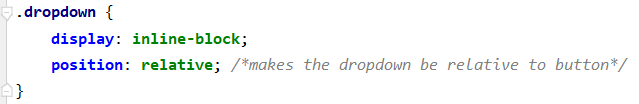 .dropdown {
    display: inline-block;
    position: relative; /*makes the dropdown be relative to button*/
}